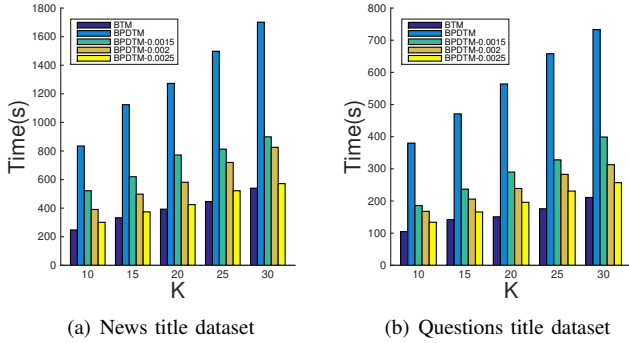 1800
1600
1400
1200
1000
800
600
400
200
0
Time(s)
BTM
BPDTM
BPDTM-0.0015
BPDTM-0.002
BPDTM-0.0025
10 15 20 25 30
K
(a) News title dataset
800
700
600
500
400
300
200
100
0
Time(s)
BTM
BPDTM
BPDTM-0.0015
BPDTM-0.002
BPDTM-0.0025
10 15 20 25 30
K
(b) Questions title dataset